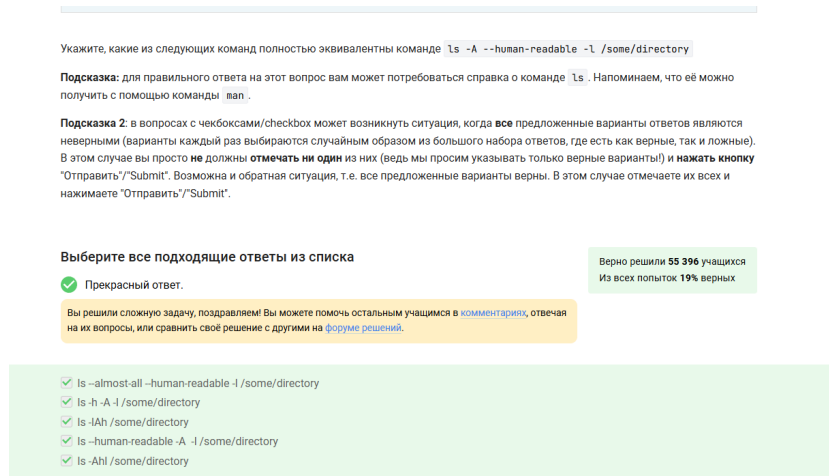 Укажите, какие из следующих команд полностью эквивалентны команде ls -A --human-readable -l /some/directory
Подсказка: для правильного ответа на этот вопрос вам может потребоваться справка о команде ls . Напоминаем, что её можно
получить с помощью команды man .
Подсказка 2: в вопросах с чекбоксами/checkbox может возникнуть ситуация, когда все предложенные варианты ответов являются
неверными (варианты каждый раз выбираются случайным образом из большого набора ответов, где есть как верные, так и ложные).
В этом случае вы просто не должны отмечать ни один из них (ведь мы просим указывать только верные варианты!) и нажать кнопку
"Отправить"/"Submit". Возможна и обратная ситуация, т.е. все предложенные варианты верны. В этом случае отмечаете их всех и
нажимаете "Отправить"/"Submit".
Выберите все подходящие ответы из списка
Прекрасный ответ.
Верно решили 55 396 учащихся
Из всех попыток 19% верных
Вы решили сложную задачу, поздравляем! Вы можете помочь остальным учащимся в комментариях, отвечая
на их вопросы, или сравнить своё решение с другими на форуме решений.
ls --almost-all --human-readable -l /some/directory
ls -h -A -l /some/directory
ls -lAh /some/directory
ls --human-readable -A -l /some/directory
ls -Ahl /some/directory